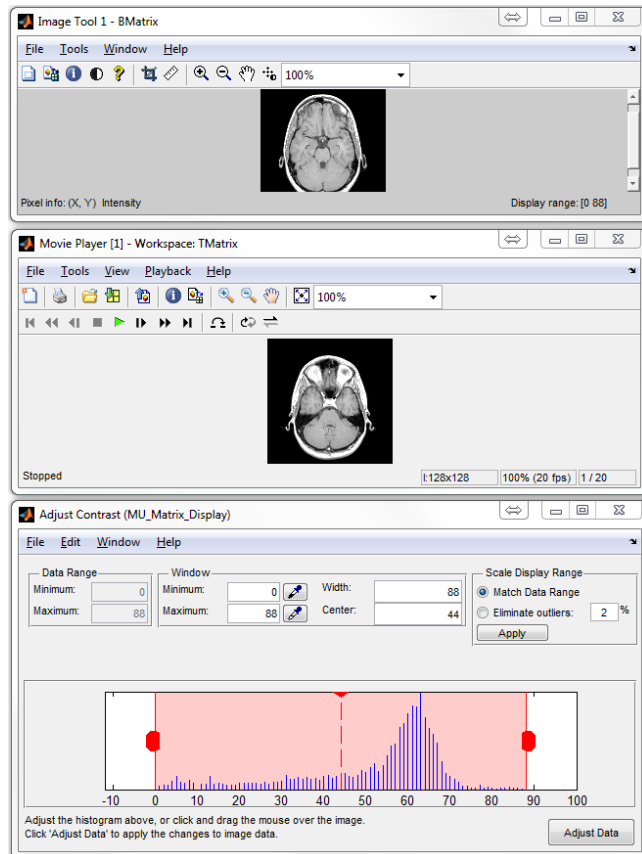 Image Tool 1 - BMatrix
File Tools Window Help
100%
Pixel info: (X, Y) Intensity
Display range: [0 88]
Movie Player [1] - Workspace: TMatrix
File Tools View Playback Help
100%
Stopped
I:128x128
100% (20 fps)
1 / 20
Adjust Contrast (MU_Matrix_Display)
File Edit Window Help
Data Range
Minimum: 0
Maximum: 88
Window
Minimum: 0
Maximum: 88
Width: 88
Center: 44
Scale Display Range
Match Data Range
Eliminate outliers: 2 %
Apply
-10 0 10 20 30 40 50 60 70 80 90 100
Adjust the histogram above, or click and drag the mouse over the image.
Click 'Adjust Data' to apply the changes to image data.
Adjust Data